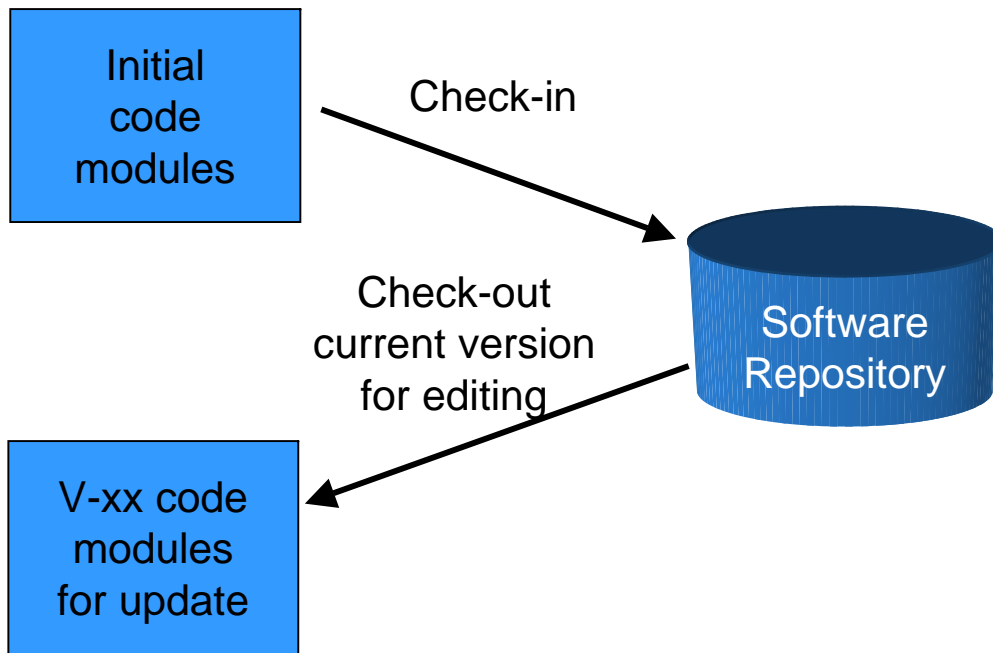 Initial
code
modules
Check-in
Check-out
current version
for editing
Software
Repository
V-xx code
modules
for update